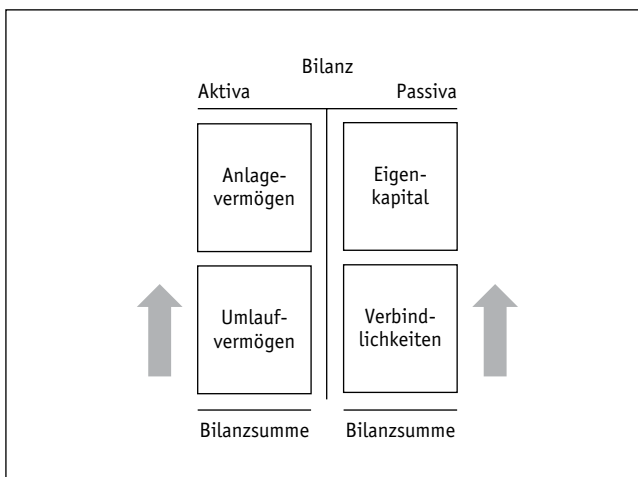 Bilanz
Aktiva Passiva
Anlage-
vermögen
Eigen-
kapital
Umlauf-
vermögen
Verbind-
lichkeiten
Bilanzsumme Bilanzsumme